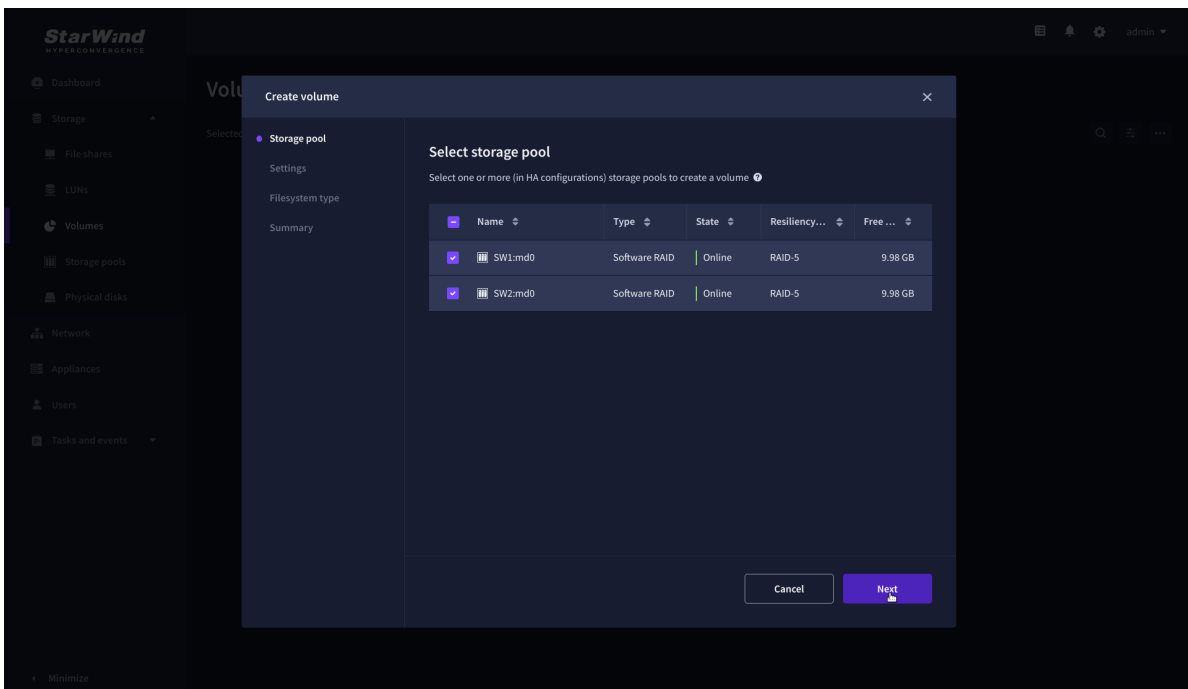 StarWind
HYPERCONVERGENCE
admin
Dashboard
Storage
File shares
LUNs
Volumes
Storage pools
Physical disks
Network
Appliances
Users
Tasks and events
Minimize
Volu
Selected
Create volume
Storage pool
Settings
Filesystem type
Summary
Select storage pool
Select one or more (in HA configurations) storage pools to create a volume
Name Type State Resiliency... Free ...
SW1:md0 Software RAID Online RAID-5 9.98 GB
SW2:md0 Software RAID Online RAID-5 9.98 GB
Cancel Next